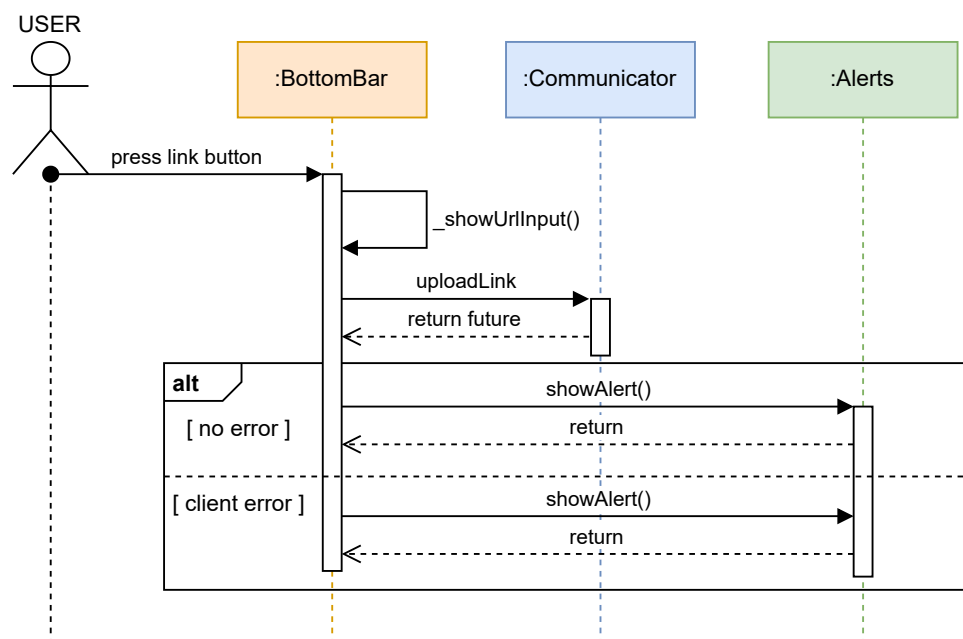 USER
:BottomBar
:Communicator
:Alerts
press link button
_showUrlInput()
uploadLink
return future
alt
showAlert()
[ no error ]
return
[ client error ]
showAlert()
return